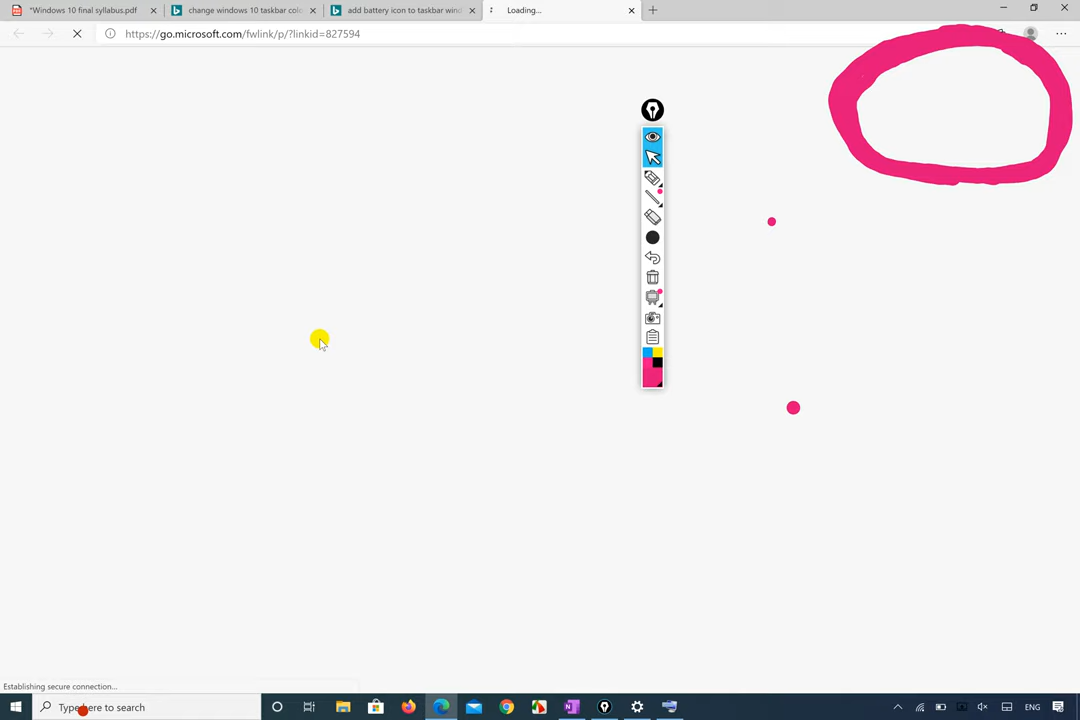 *Windows 10 final syllabus.pdf
change windows 10 taskbar colo
add battery icon to taskbar wind
Loading...
https://go.microsoft.com/fwlink/p/?linkid=827594
Establishing secure connection...
Type here to search
ENG